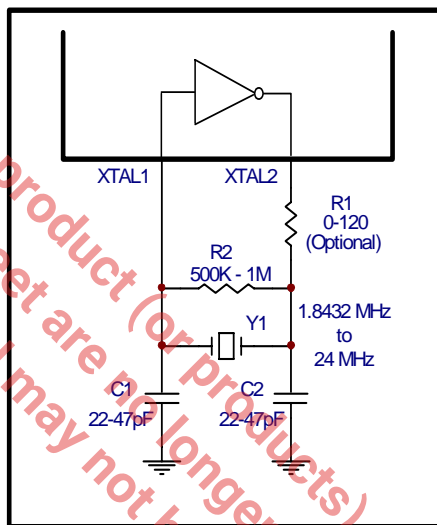 XTAL1
XTAL2
R1
0-120
(Optional)
R2
500K - 1M
Y1
1.8432 MHz
to
24 MHz
C1
22-47pF
C2
22-47pF
product (or products)
eet are no longer
may not b